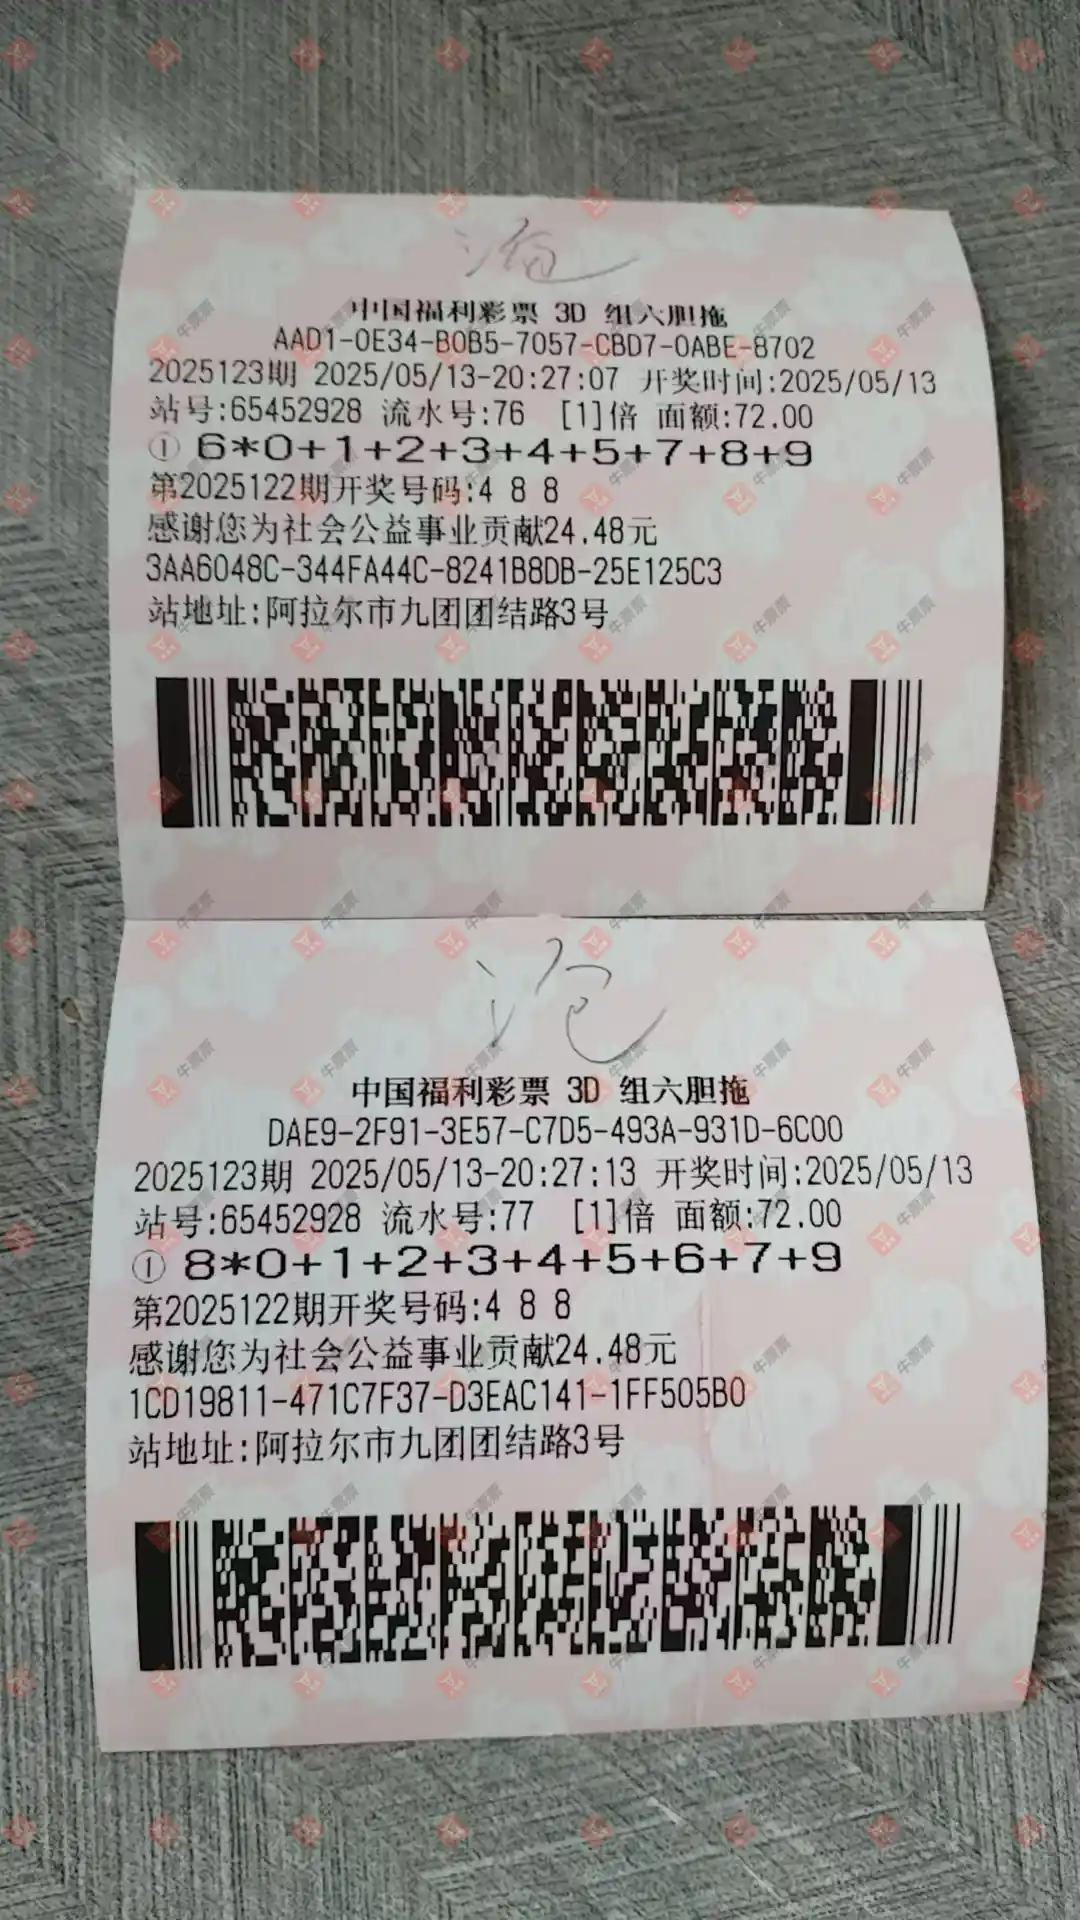 中国福利彩票 3D 组六胆拖
AAD1-0E34-B0B5-7057-CBD7-0ABE-8702
2025123期 2025/05/13-20:27:07 开奖时间:2025/05/13
站号:65452928 流水号:76 [1]倍 面额:72.00
① 6*0+1+2+3+4+5+7+8+9
第2025122期开奖号码:4 8 8
感谢您为社会公益事业贡献24.48元
3AA6048C-344FA44C-8241B8DB-25E125C3
站地址:阿拉尔市九团团结路3号
中国福利彩票 3D 组六胆拖
DAE9-2F91-3E57-C7D5-493A-931D-6C00
2025123期 2025/05/13-20:27:13 开奖时间:2025/05/13
站号:65452928 流水号:77 [1]倍 面额:72.00
① 8*0+1+2+3+4+5+6+7+9
第2025122期开奖号码:4 8 8
感谢您为社会公益事业贡献24.48元
1CD19811-471C7F37-D3EAC141-1FF505B0
站地址:阿拉尔市九团团结路3号
牛票票